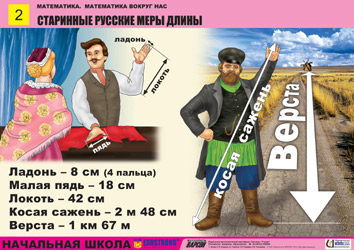 2
МАТЕМАТИКА. МАТЕМАТИКА ВОКРУГ НАС
СТАРИННЫЕ РУССКИЕ МЕРЫ ДЛИНЫ
ладонь
локоть
пядь
косая сажень
Верста
Ладонь – 8 см (4 пальца)
Малая пядь – 18 см
Локоть – 42 см
Косая сажень – 2 м 48 см
Верста – 1 км 67 м
НАЧАЛЬНАЯ ШКОЛА